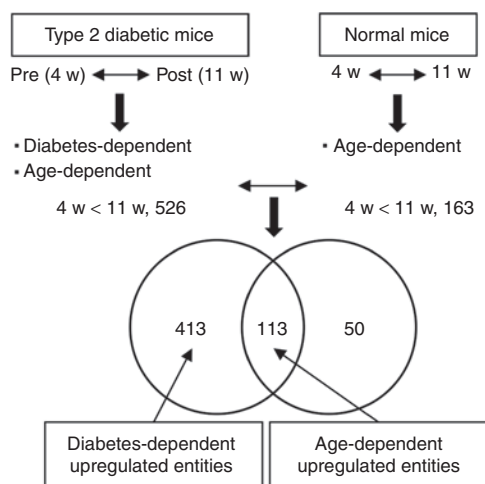 Type 2 diabetic mice
Normal mice
Pre (4 w) Post (11 w)
4 w 11 w
• Diabetes-dependent
• Age-dependent
• Age-dependent
4 w < 11 w, 526
4 w < 11 w, 163
413
113
50
Diabetes-dependent
upregulated entities
Age-dependent
upregulated entities